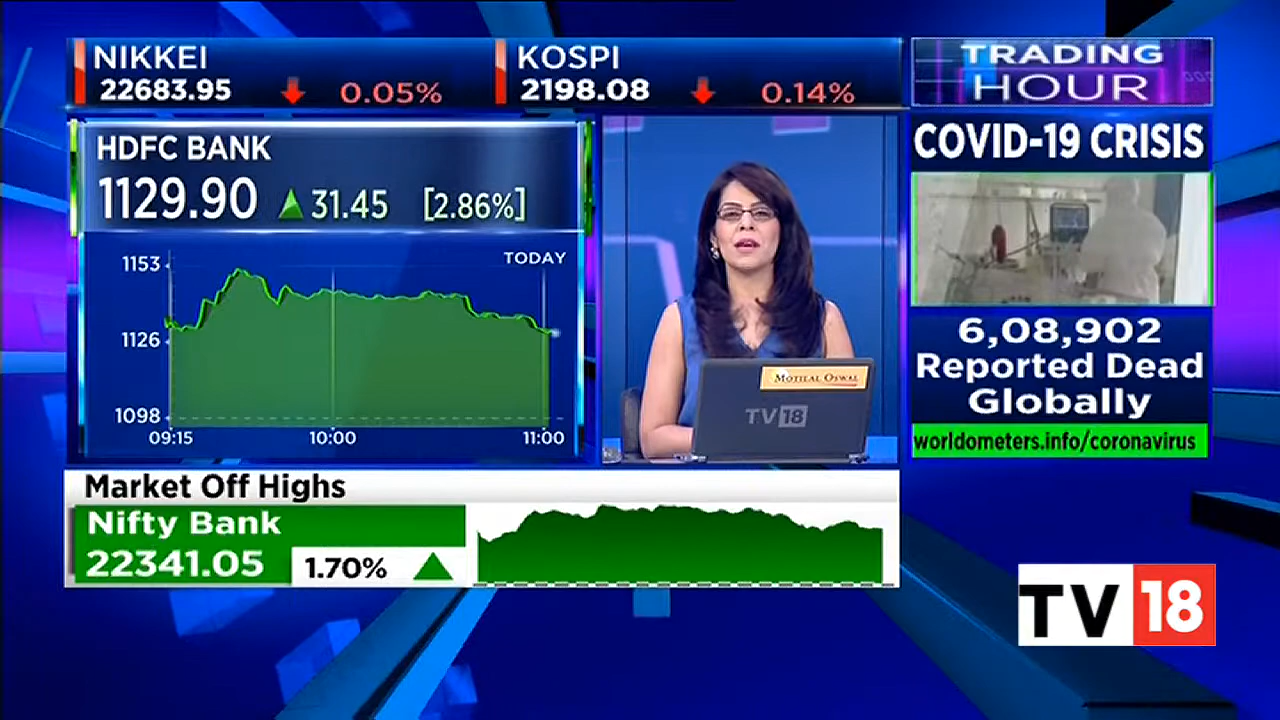 NIKKEI
22683.95 0.05%
KOSPI
2198.08 0.14%
TRADING
HOUR
HDFC BANK
1129.90 31.45 [2.86%]
TODAY
1153
1126
1098
09:15 10:00 11:00
MOTILAL OSWAL
TV18
COVID-19 CRISIS
6,08,902
Reported Dead
Globally
worldometers.info/coronavirus
Market Off Highs
Nifty Bank
22341.05 1.70%
TV18